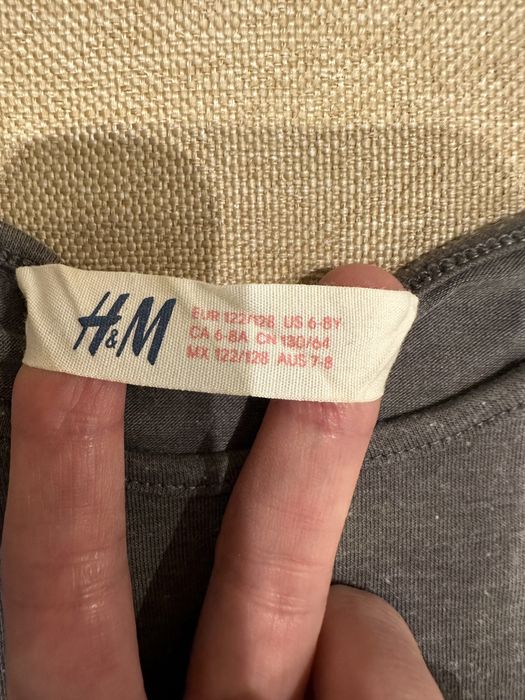 H&M
EUR 122/128 US 6-8Y
CA 6-8A CN 130/64
MX 122/128 AUS 7-8